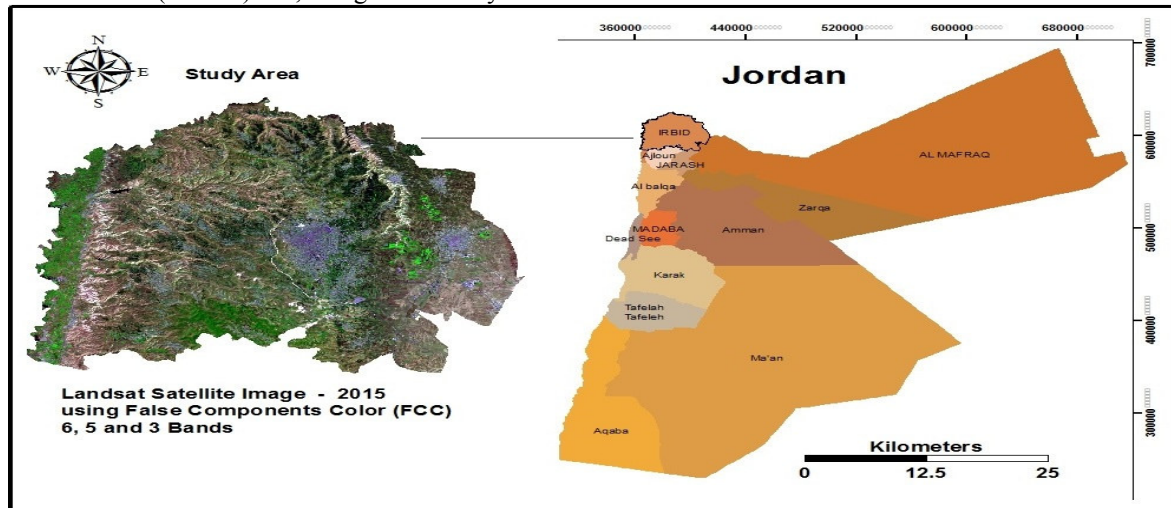 N
W E
S
Study Area
Landsat Satellite Image - 2015
using False Components Color (FCC)
6, 5 and 3 Bands
360000 440000 520000 600000 680000
Jordan
IRBID
Ajloun
JARASH
Al balqa
AL MAFRAQ
Zarqa
MADABA
Dead See
Amman
Karak
Tafelah
Tafeleh
Ma'an
Aqaba
700000
600000
500000
400000
300000
Kilometers
0 12.5 25